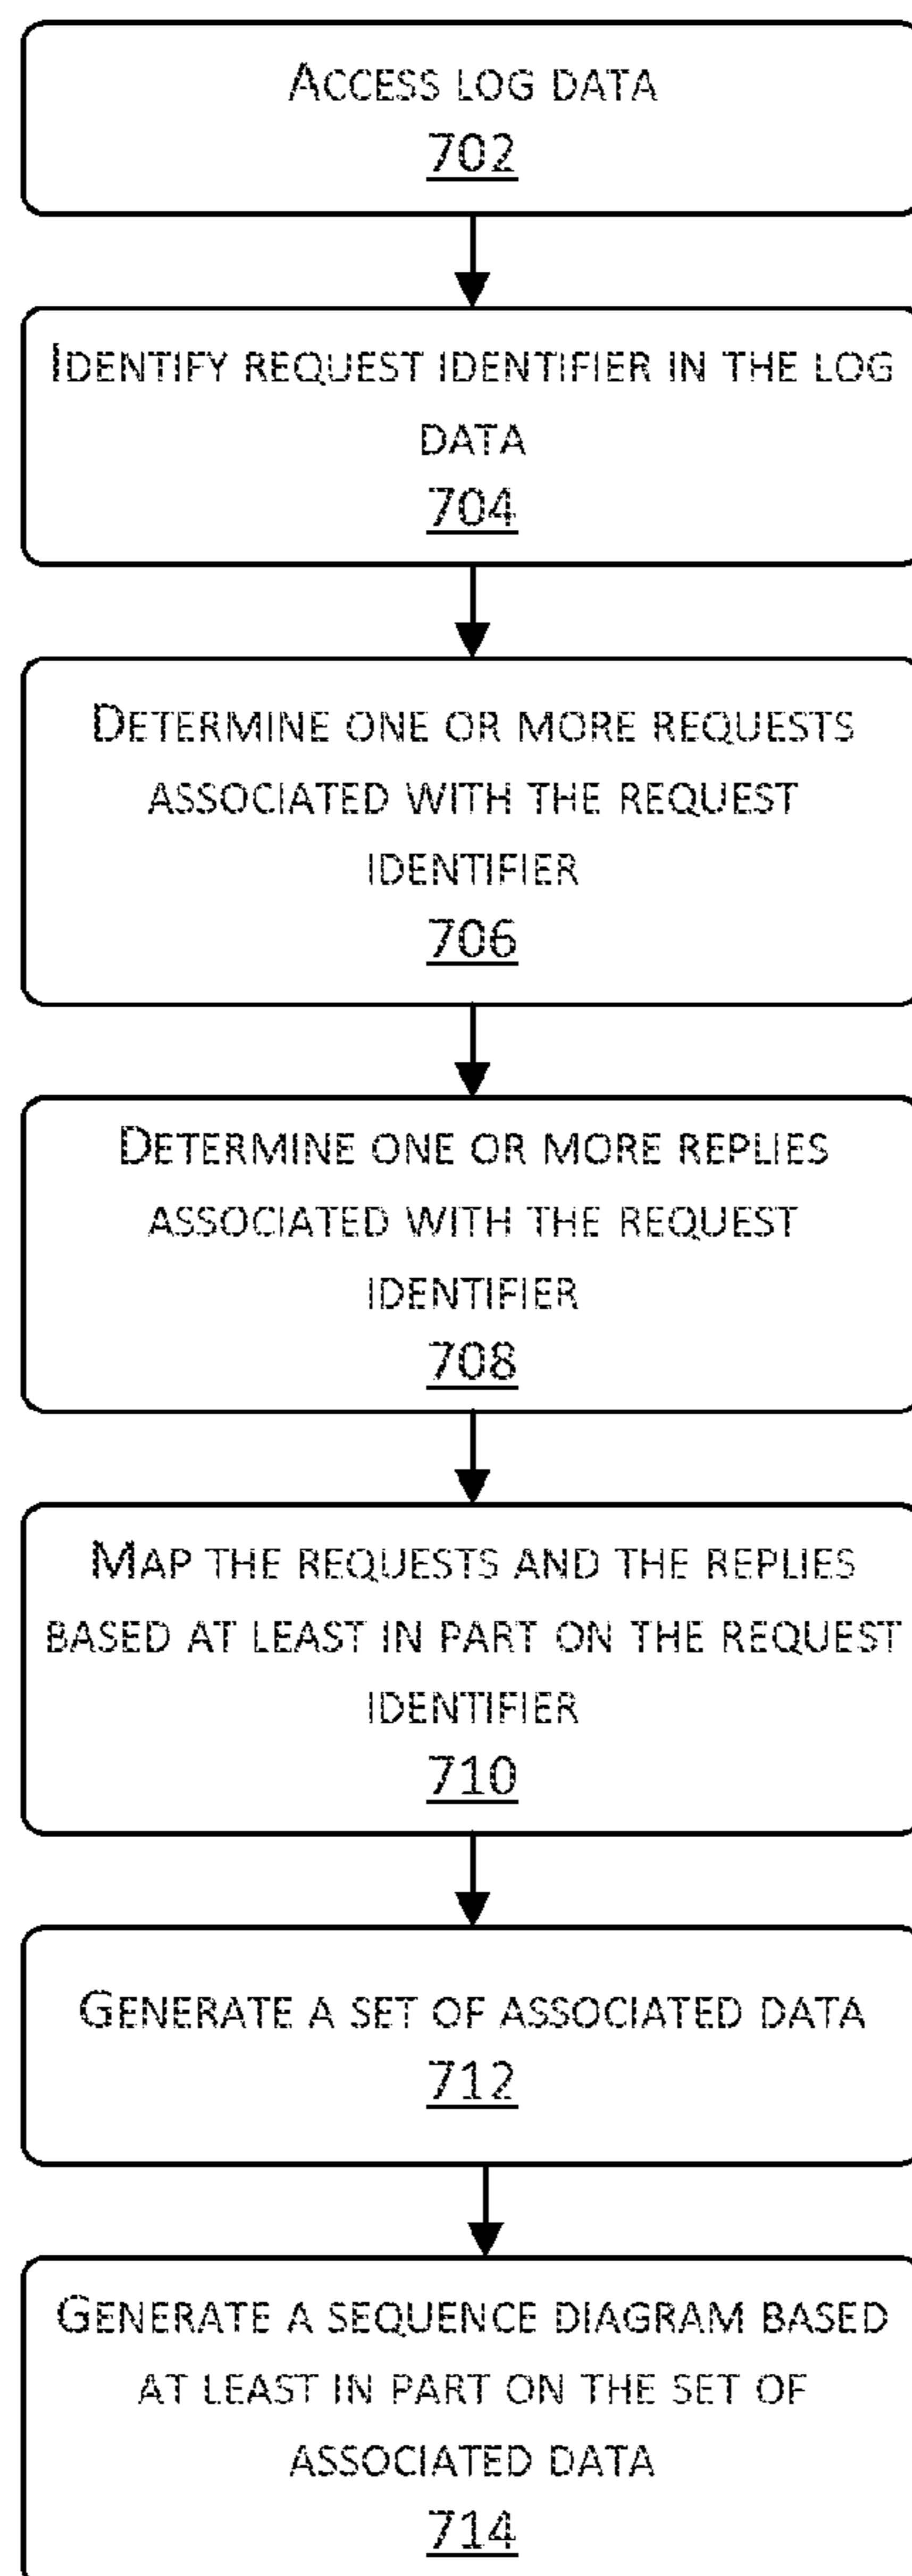 ACCESS LOG DATA
702
IDENTIFY REQUEST IDENTIFIER IN THE LOG
DATA
704
DETERMINE ONE OR MORE REQUESTS
ASSOCIATED WITH THE REQUEST
IDENTIFIER
706
DETERMINE ONE OR MORE REPLIES
ASSOCIATED WITH THE REQUEST
IDENTIFIER
708
MAP THE REQUESTS AND THE REPLIES
BASED AT LEAST IN PART ON THE REQUEST
IDENTIFIER
710
GENERATE A SET OF ASSOCIATED DATA
712
GENERATE A SEQUENCE DIAGRAM BASED
AT LEAST IN PART ON THE SET OF
ASSOCIATED DATA
714